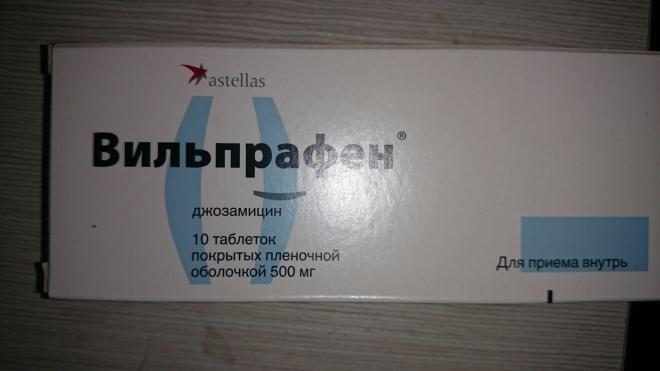 astellas
Вильпрафен®
джозамицин
10 таблеток
покрытых пленочной
оболочкой 500 мг
Для приема внутрь